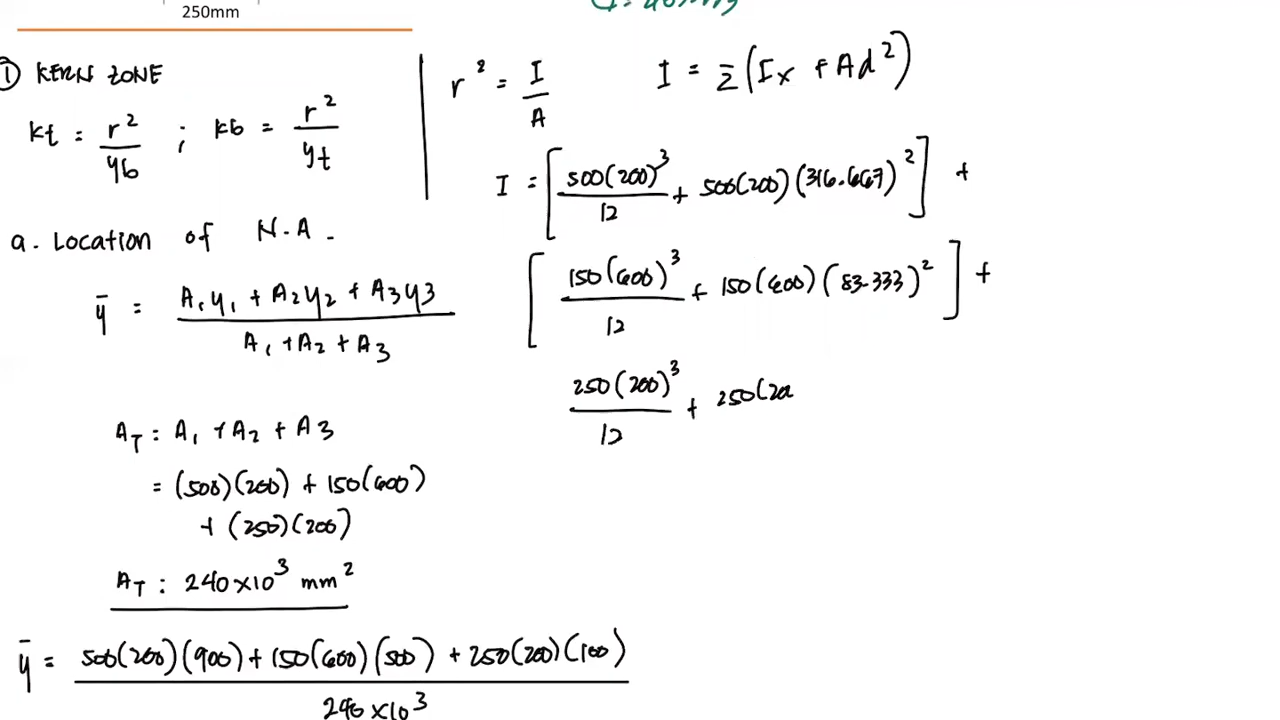 250mm
① KERN ZONE
kt = r²/yb ; kb = r²/yt
a. Location of N.A.
ȳ = A₁y₁ + A₂y₂ + A₃y₃ / A₁ + A₂ + A₃
A_T = A₁ + A₂ + A₃
= (500)(200) + 150(600)
+ (250)(200)
A_T : 240×10³ mm²
ȳ = 500(200)(900) + 150(600)(500) + 250(200)(100) / 240×10³
r² = I/A
I = Σ(Ix + Ad²)
I = [500(200)³/12 + 500(200)(316.667)²] +
[150(600)³/12 + 150(600)(83.333)²] +
250(200)³/12 + 250(20